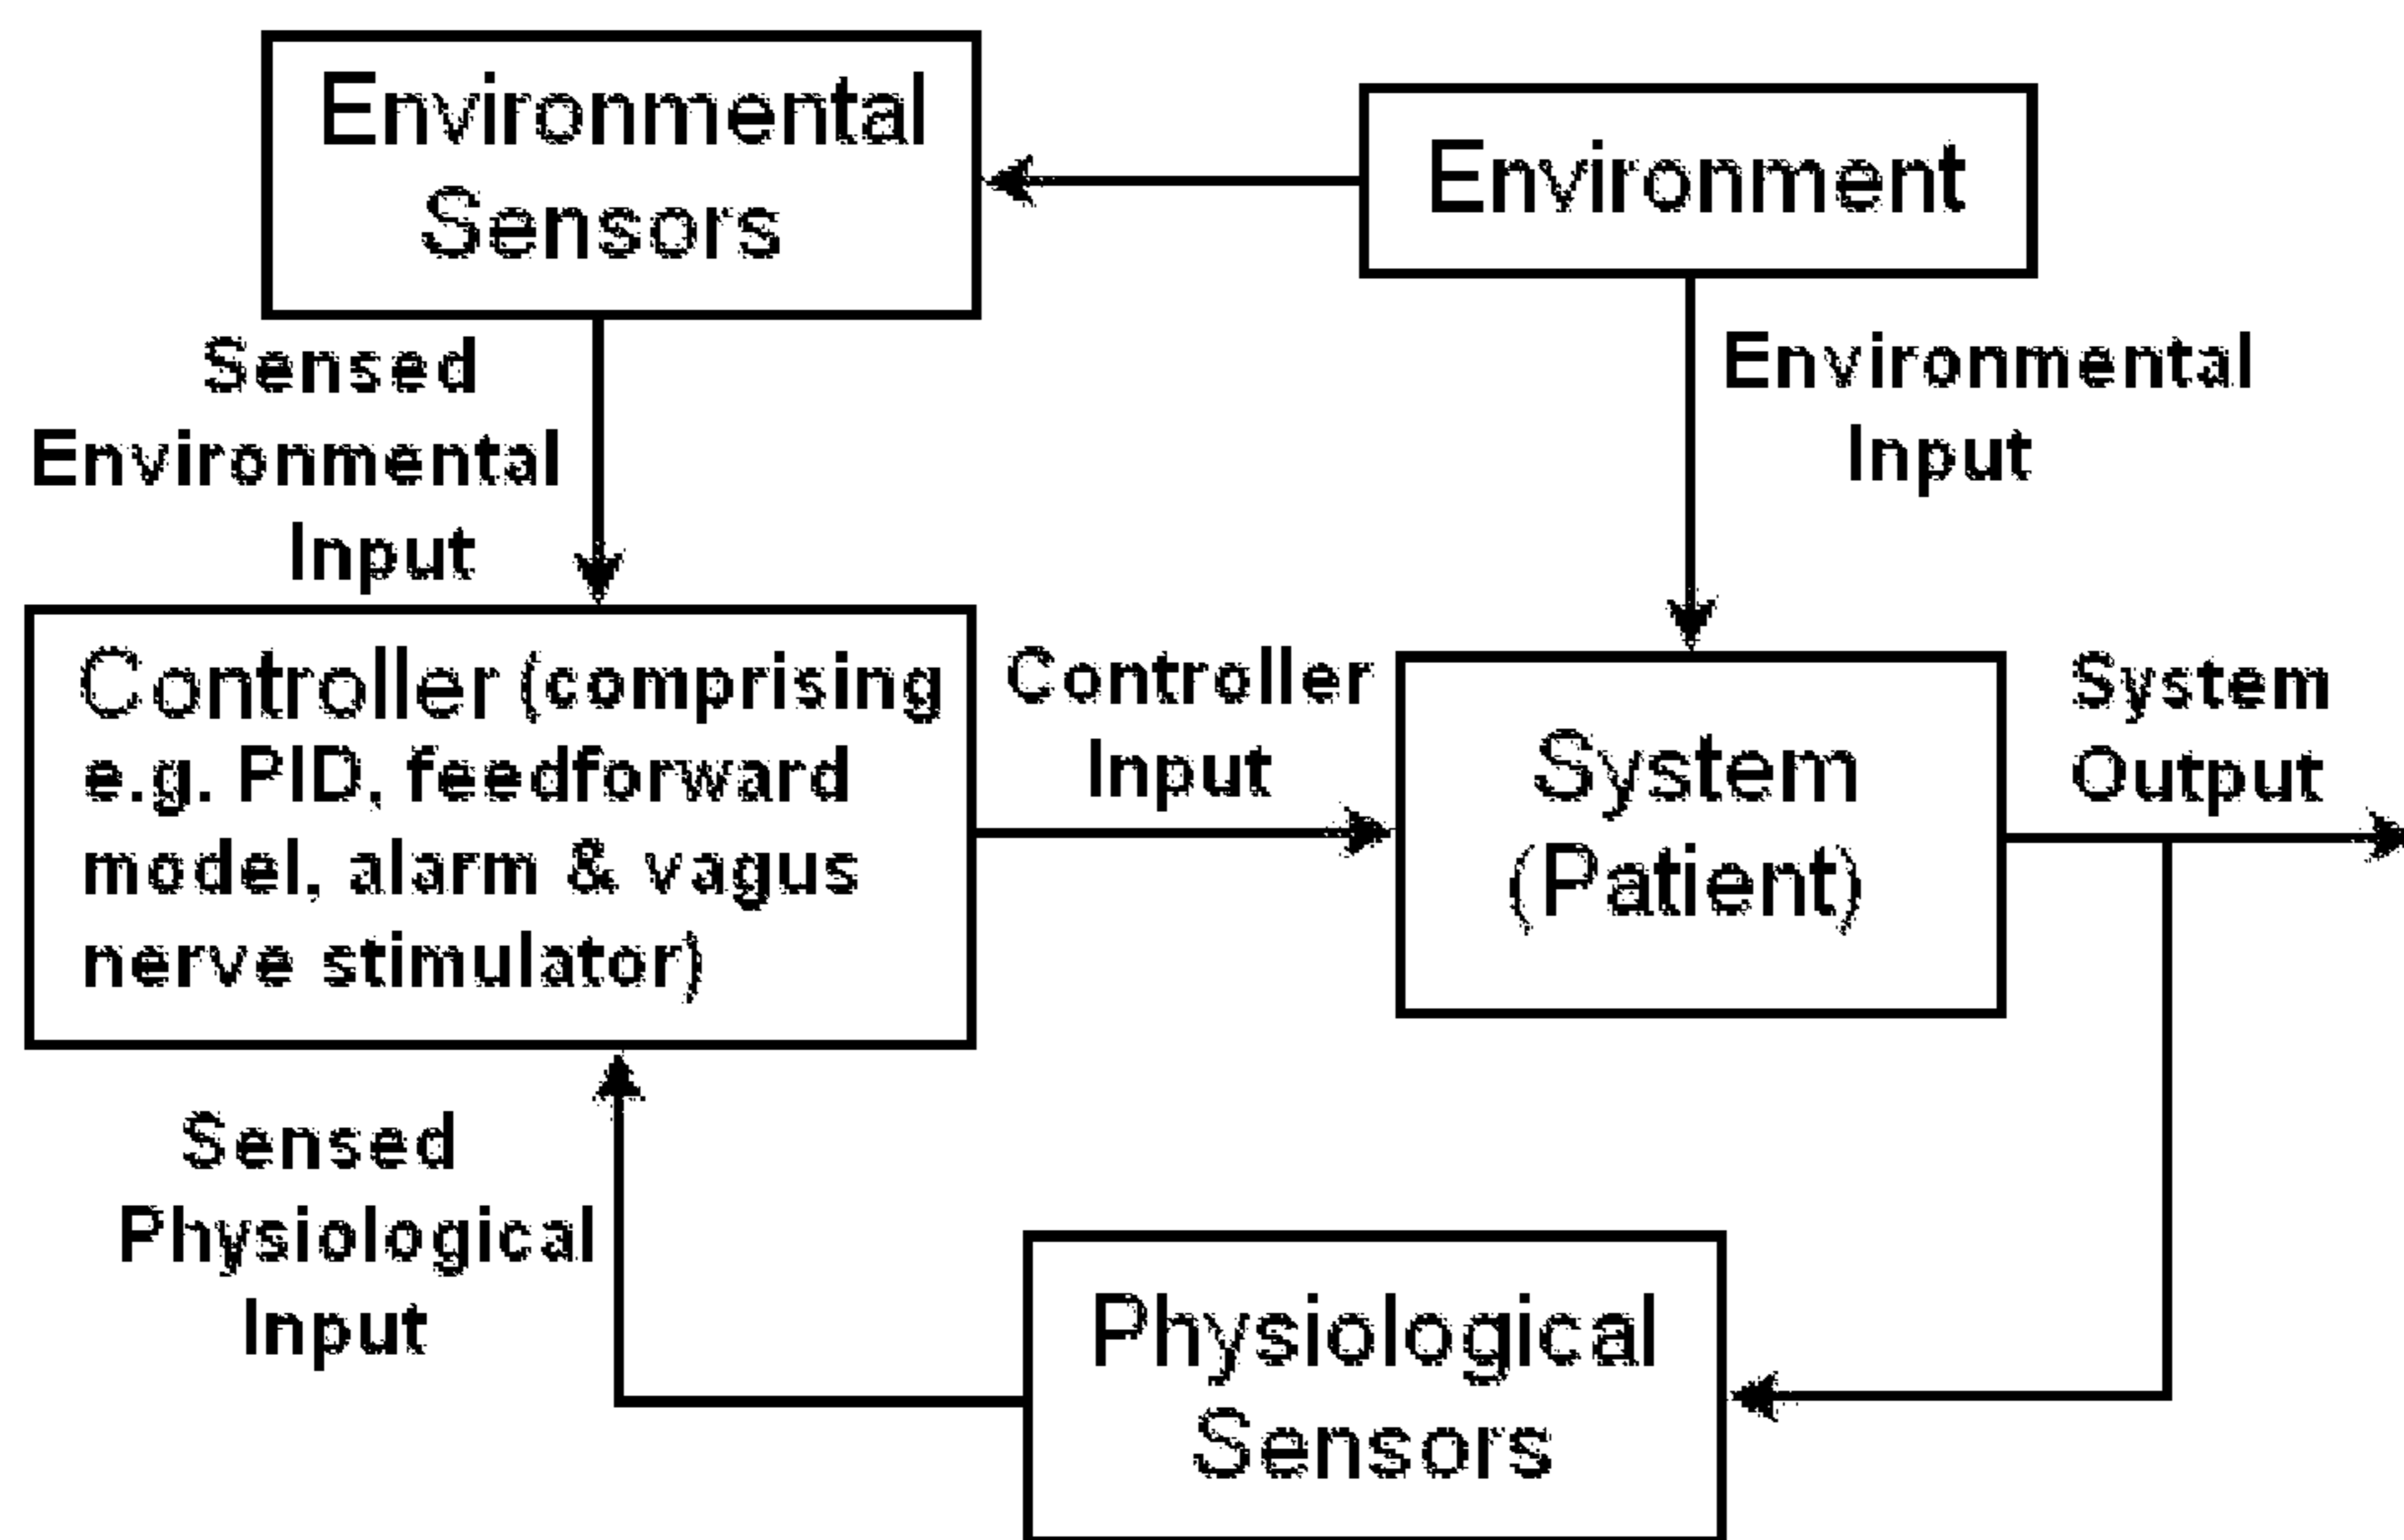 Environmental
Sensors
Environment
Sensed
Environmental
Input
Environmental
Input
Controller (comprising
e.g. PID, feedforward
model, alarm & vagus
nerve stimulator)
Controller
Input
System
(Patient)
System
Output
Sensed
Physiological
Input
Physiological
Sensors